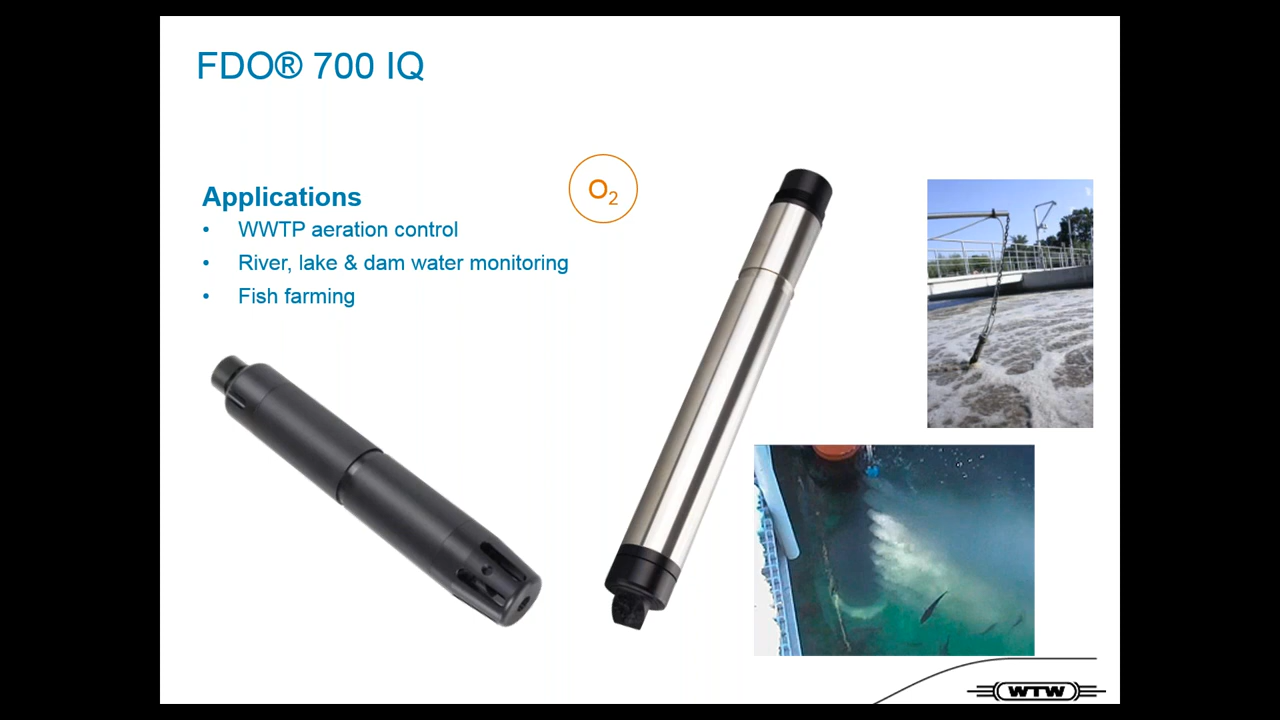 FDO® 700 IQ
Applications
• WWTP aeration control
• River, lake & dam water monitoring
• Fish farming
O₂
WTW